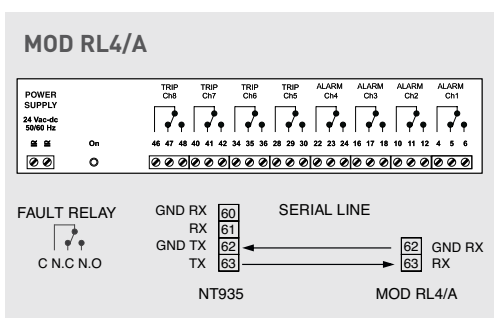 MOD RL4/A
POWER SUPPLY
24 Vac-dc
50/60 Hz
On
TRIP Ch8
TRIP Ch7
TRIP Ch6
TRIP Ch5
ALARM Ch4
ALARM Ch3
ALARM Ch2
ALARM Ch1
46 47 48 40 41 42 34 35 36 28 29 30 22 23 24 16 17 18 10 11 12 4 5 6
FAULT RELAY
C N.C N.O
SERIAL LINE
GND RX 60
RX 61
GND TX 62
TX 63
NT935
62 GND RX
63 RX
MOD RL4/A